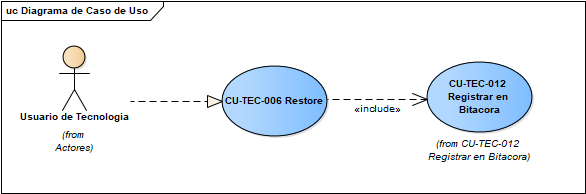 uc Diagrama de Caso de Uso
Usuario de Tecnologia
(from
Actores)
CU-TEC-006 Restore
«include»
CU-TEC-012
Registrar en
Bitacora
(from CU-TEC-012
Registrar en Bitacora)